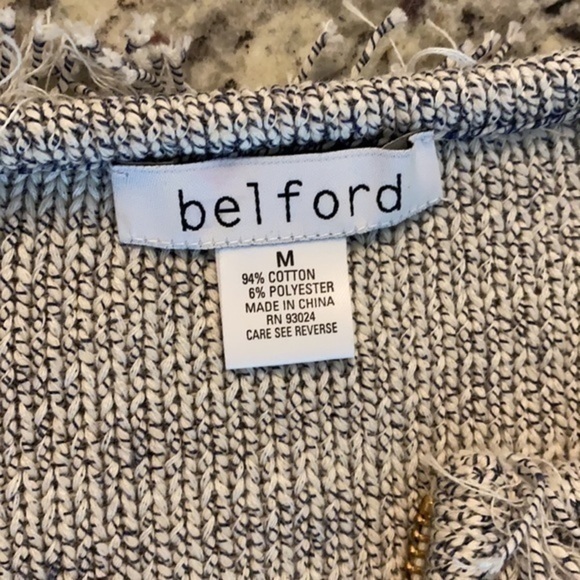 belford
M
94% COTTON
6% POLYESTER
MADE IN CHINA
RN 93024
CARE SEE REVERSE